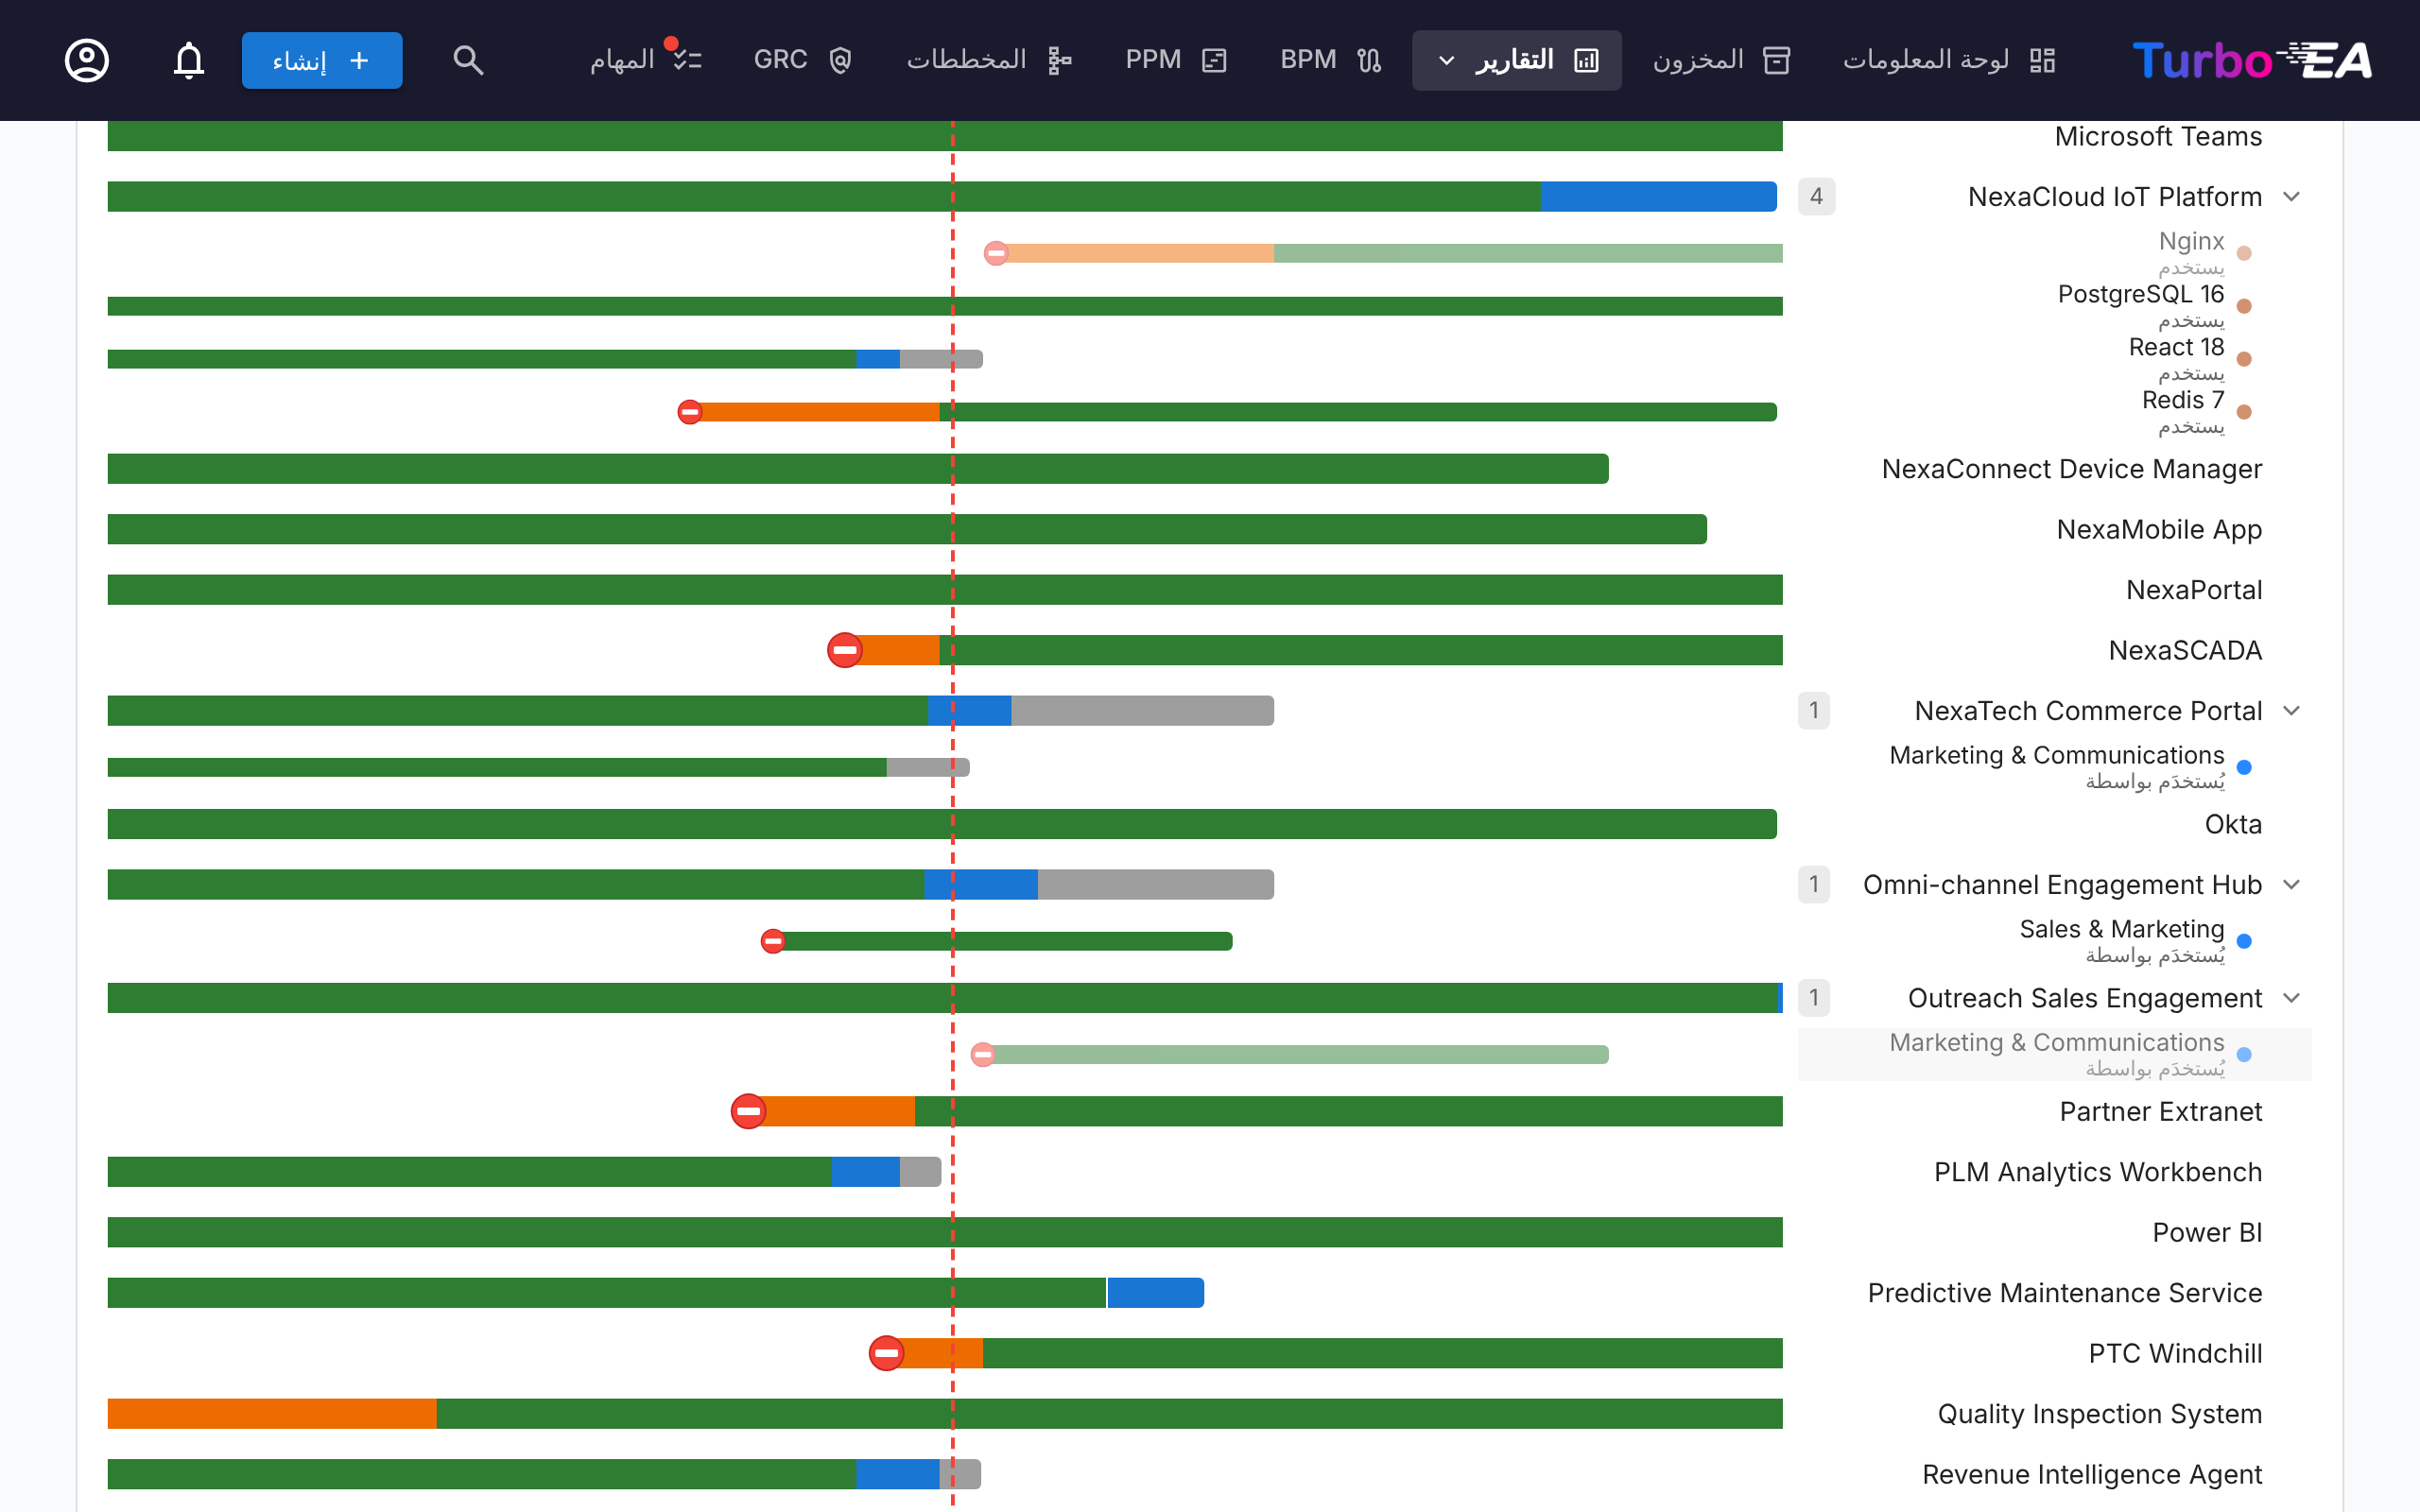 Turbo EA
لوحة المعلومات
المخزون
التقارير
BPM
PPM
المخططات
GRC
المهام
إنشاء
Microsoft Teams
NexaCloud IoT Platform 4
Nginx
يستخدم
PostgreSQL 16
يستخدم
React 18
يستخدم
Redis 7
يستخدم
NexaConnect Device Manager
NexaMobile App
NexaPortal
NexaSCADA
NexaTech Commerce Portal 1
Marketing & Communications
يُستخدَم بواسطة
Okta
Omni-channel Engagement Hub 1
Sales & Marketing
يُستخدَم بواسطة
Outreach Sales Engagement 1
Marketing & Communications
يُستخدَم بواسطة
Partner Extranet
PLM Analytics Workbench
Power BI
Predictive Maintenance Service
PTC Windchill
Quality Inspection System
Revenue Intelligence Agent